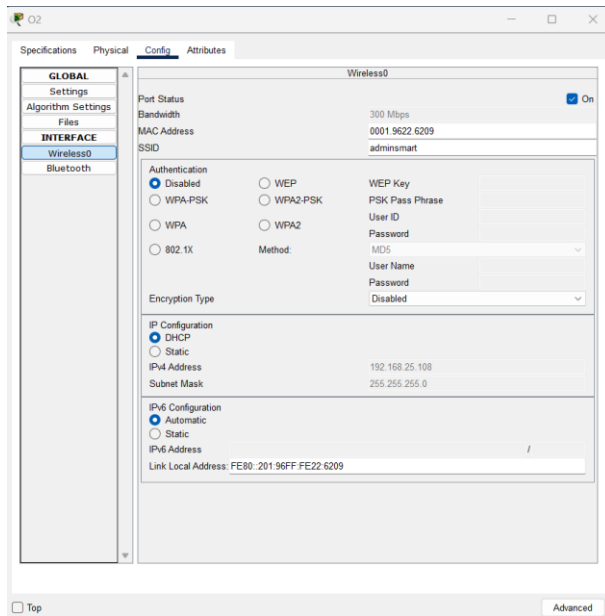 O2
Specifications Physical Config Attributes
GLOBAL
Settings
Algorithm Settings
Files
INTERFACE
Wireless0
Bluetooth
Wireless0
Port Status On
Bandwidth 300 Mbps
MAC Address 0001.9622.6209
SSID adminsmart
Authentication
Disabled WEP WEP Key
WPA-PSK WPA2-PSK PSK Pass Phrase
User ID
WPA WPA2
Password
802.1X Method: MD5
User Name
Password
Encryption Type Disabled
IP Configuration
DHCP
Static
IPv4 Address 192.168.25.108
Subnet Mask 255.255.255.0
IPv6 Configuration
Automatic
Static
IPv6 Address /
Link Local Address: FE80::201:96FF:FE22:6209
Top Advanced